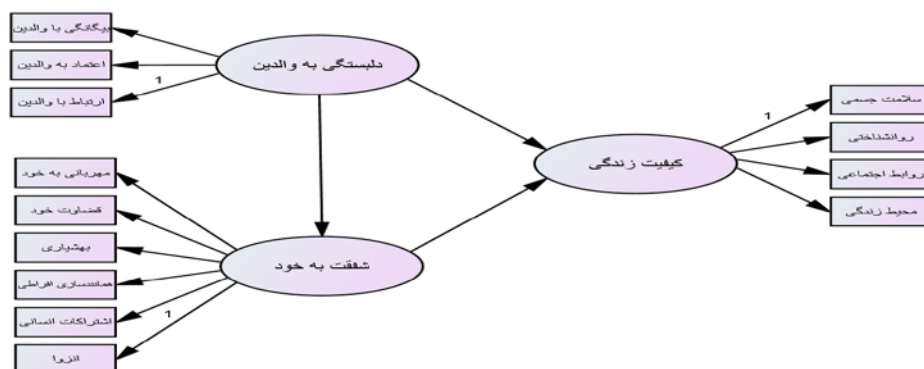 بیگانگی با والدین
اعتماد به والدین
1
ارتباط با والدین
دلبستگی به والدین
سلامت جسمی
1
روانشناختی
روابط اجتماعی
محیط زندگی
کیفیت زندگی
مهربانی به خود
قضاوت خود
بهشیاری
همانندسازی افراطی
اشتراکات انسانی
1
انزوا
شفقت به خود